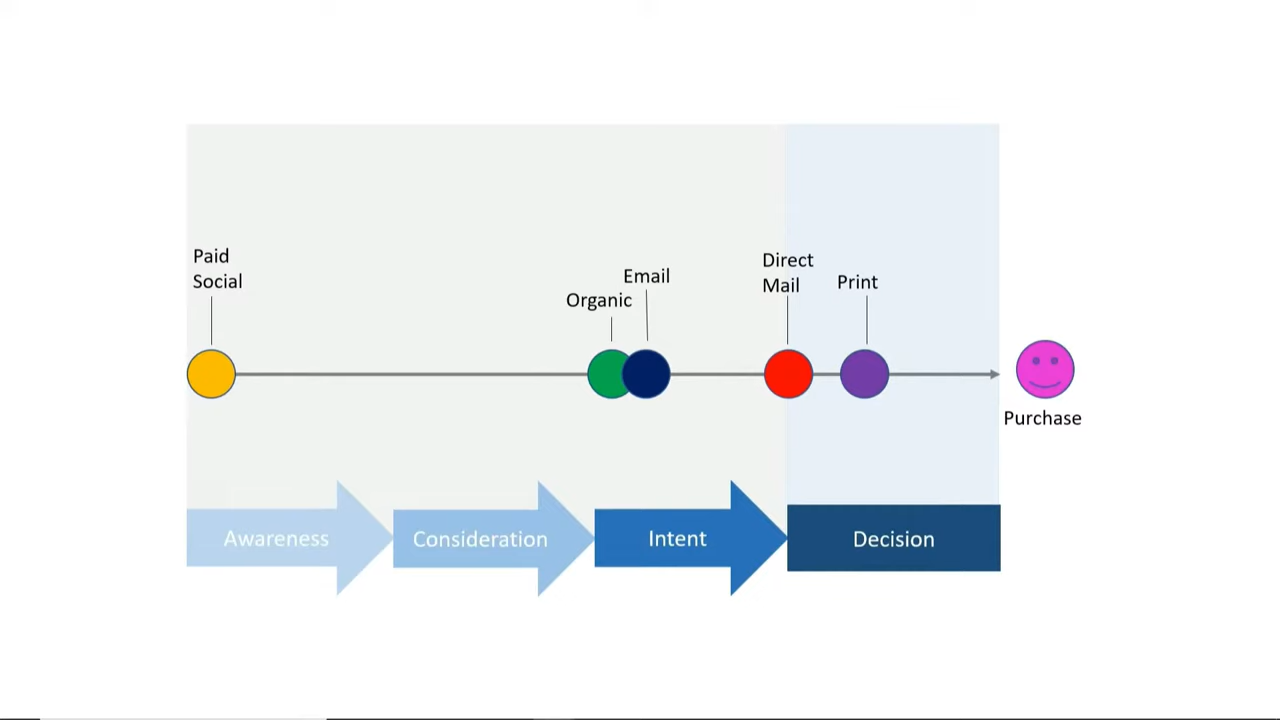 Paid
Social
Organic
Email
Direct
Mail
Print
Purchase
Awareness
Consideration
Intent
Decision